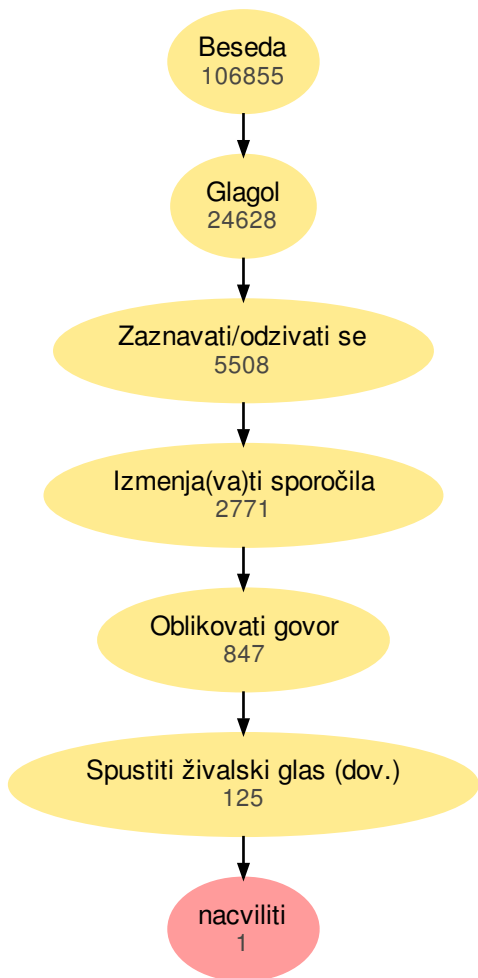 Beseda
106855
Glagol
24628
Zaznavati/odzivati se
5508
Izmenja(va)ti sporočila
2771
Oblikovati govor
847
Spustiti živalski glas (dov.)
125
nacviliti
1